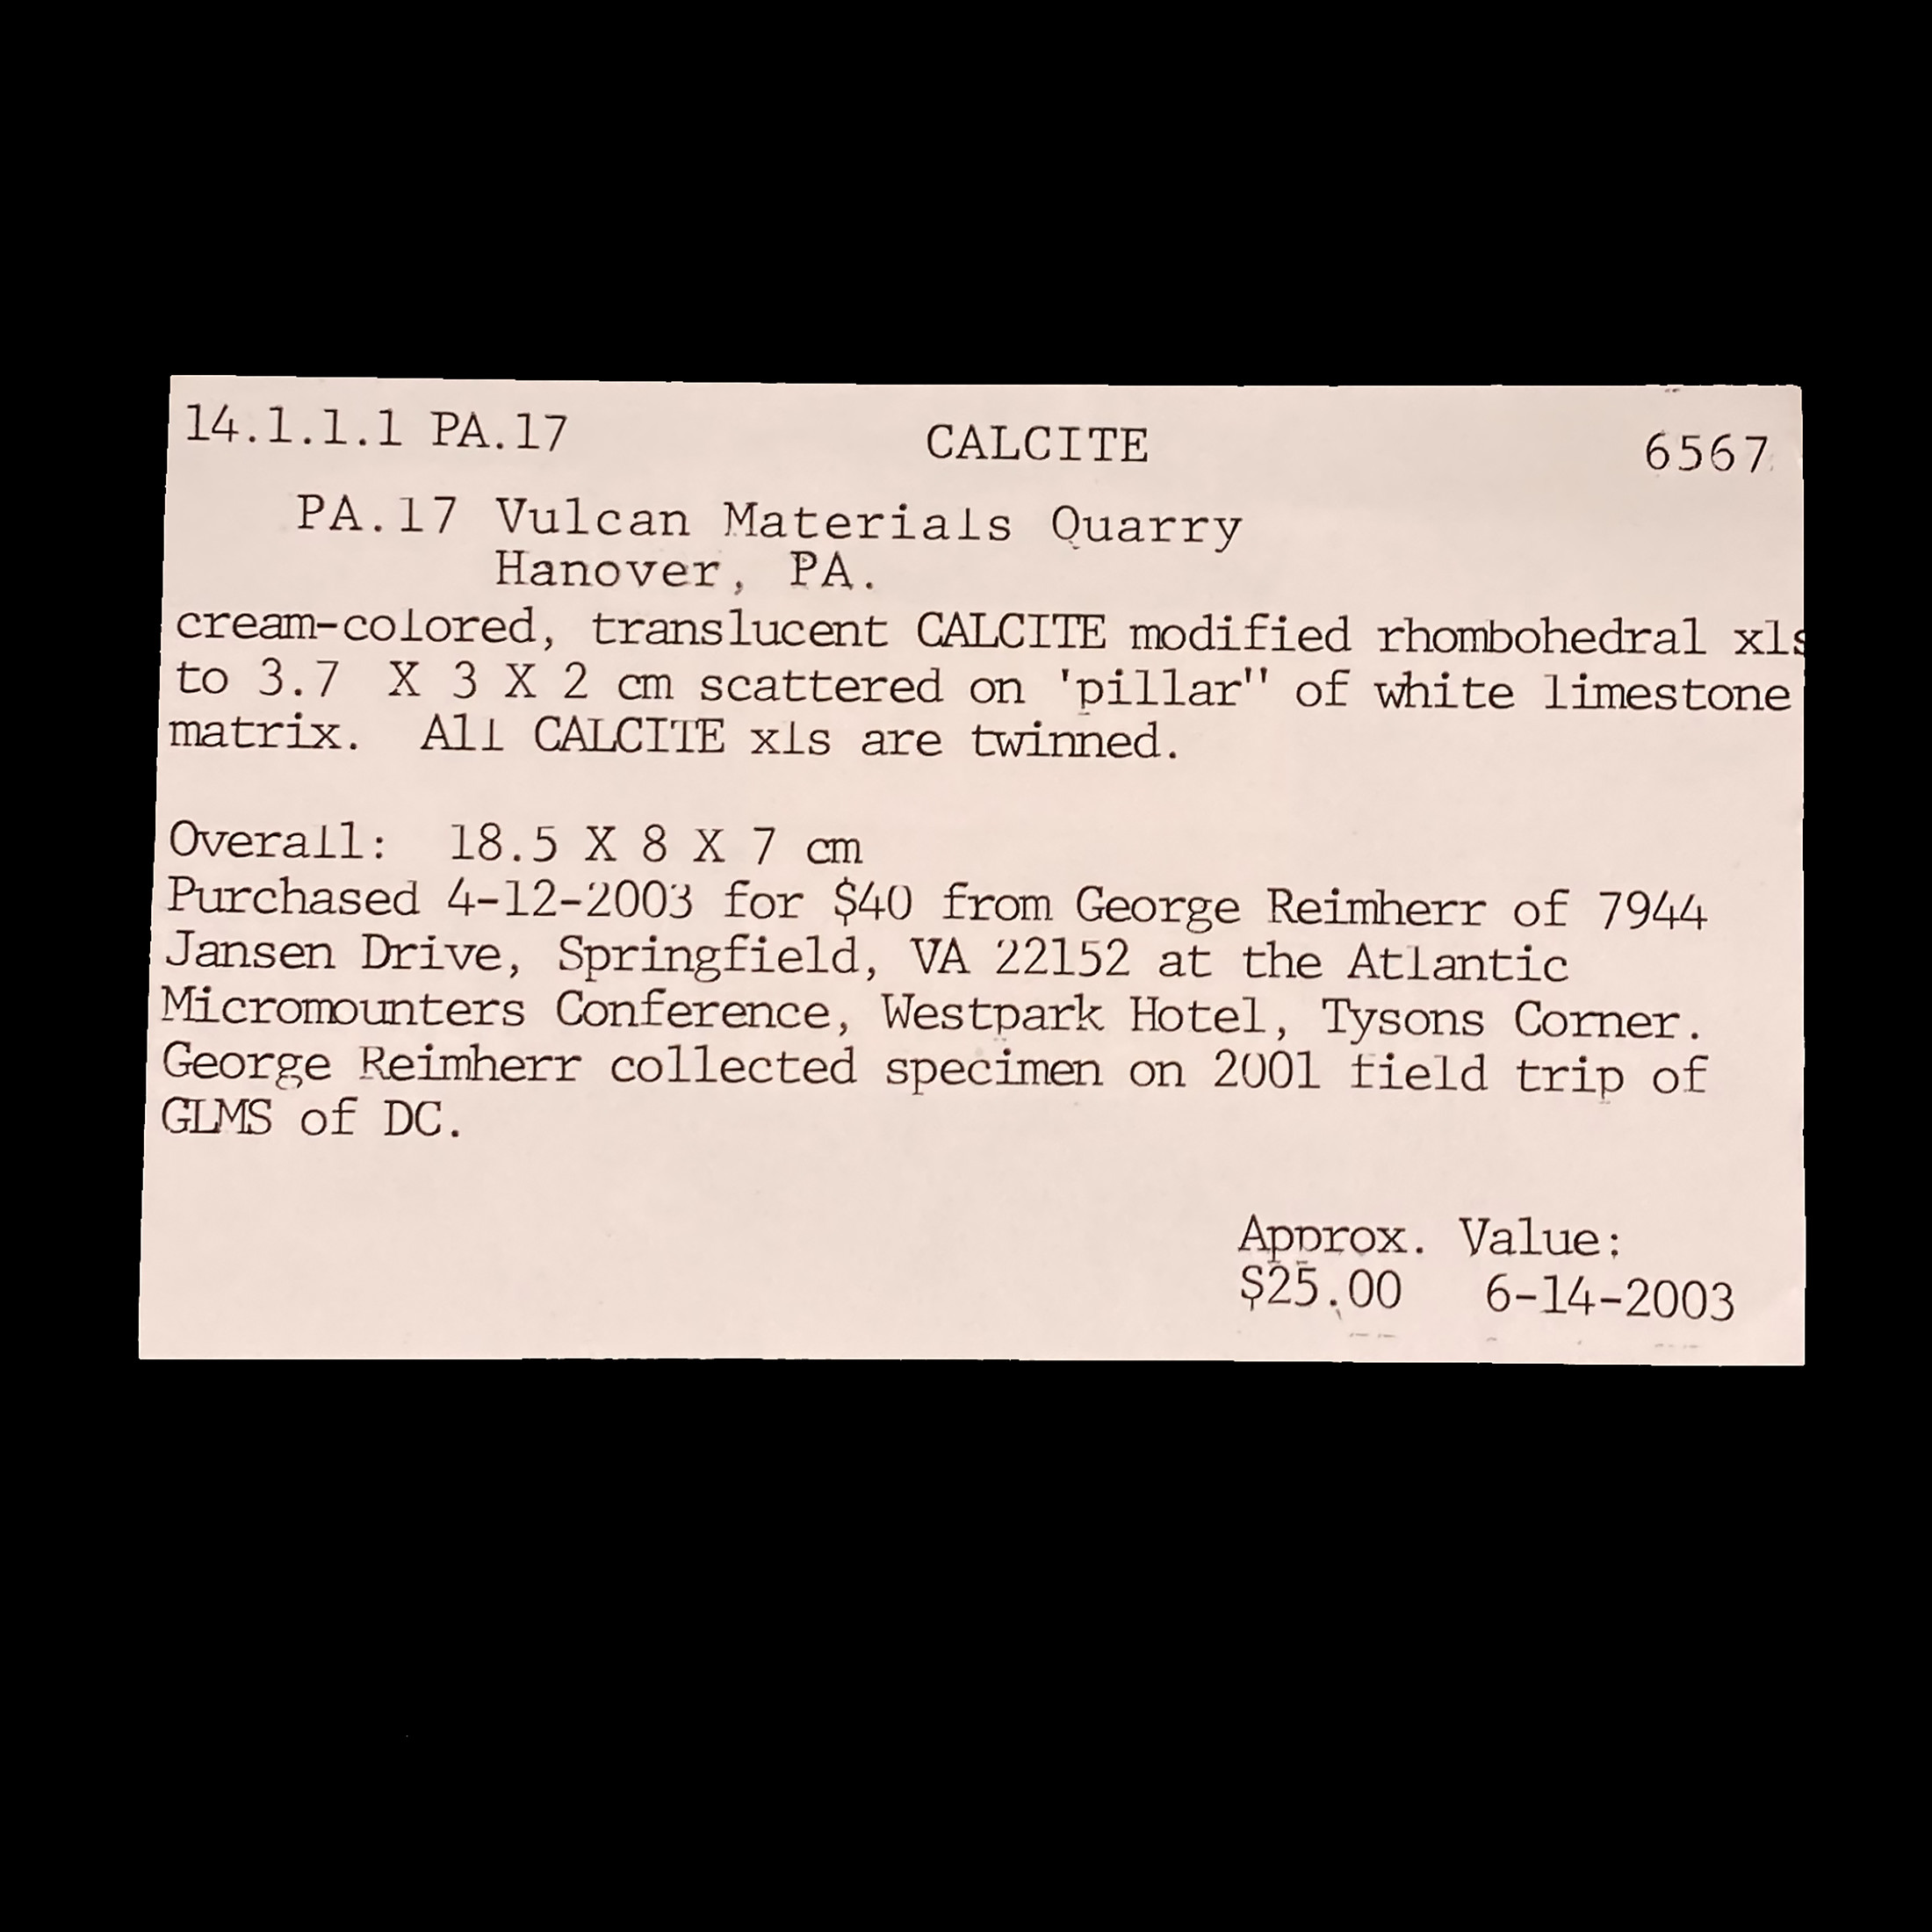 14.1.1.1 PA.17 CALCITE 6567
PA.17 Vulcan Materials Quarry
Hanover, PA.
cream-colored, translucent CALCITE modified rhombohedral xls
to 3.7 X 3 X 2 cm scattered on 'pillar" of white limestone
matrix. All CALCITE xls are twinned.
Overall: 18.5 X 8 X 7 cm
Purchased 4-12-2003 for $40 from George Reimherr of 7944
Jansen Drive, Springfield, VA 22152 at the Atlantic
Micromounters Conference, Westpark Hotel, Tysons Corner.
George Reimherr collected specimen on 2001 field trip of
GLMS of DC.
Approx. Value:
$25.00 6-14-2003